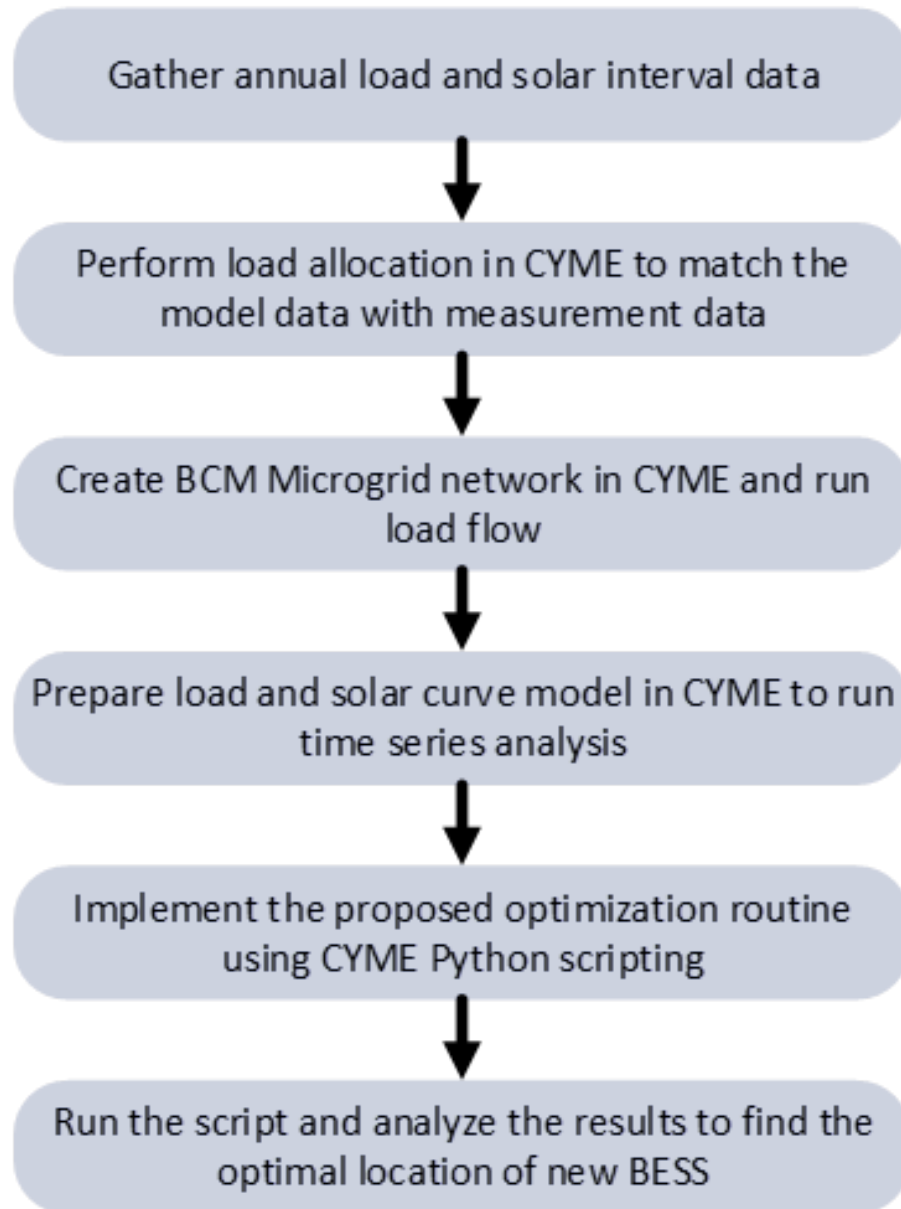 Gather annual load and solar interval data
Perform load allocation in CYME to match the
model data with measurement data
Create BCM Microgrid network in CYME and run
load flow
Prepare load and solar curve model in CYME to run
time series analysis
Implement the proposed optimization routine
using CYME Python scripting
Run the script and analyze the results to find the
optimal location of new BESS